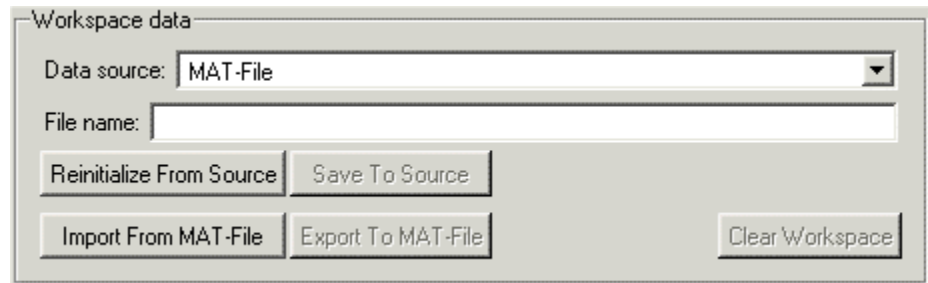 Workspace data
Data source: MAT-File
File name:
Reinitialize From Source Save To Source
Import From MAT-File Export To MAT-File Clear Workspace